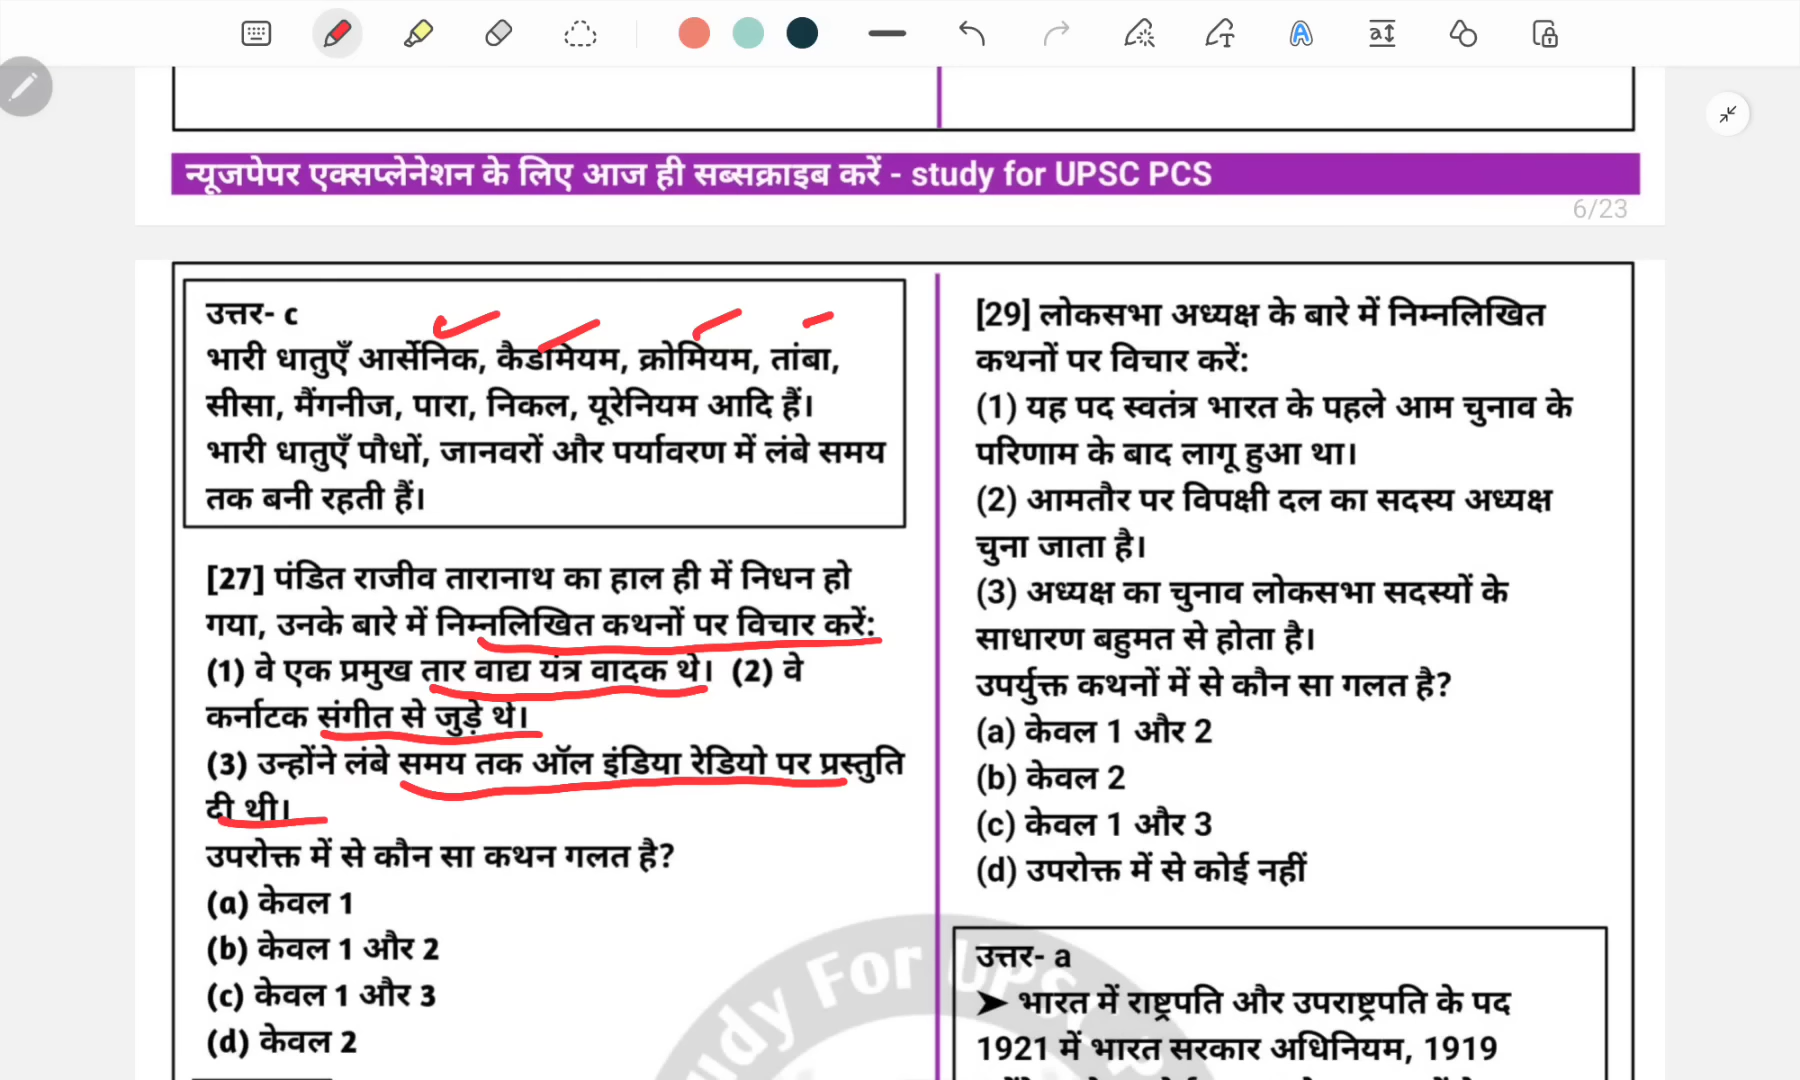 न्यूजपेपर एक्सप्लेनेशन के लिए आज ही सब्सक्राइब करें - study for UPSC PCS
6/23
उत्तर- c
भारी धातुएँ आर्सेनिक, कैडमियम, क्रोमियम, तांबा,
सीसा, मैंगनीज, पारा, निकल, यूरेनियम आदि हैं।
भारी धातुएँ पौधों, जानवरों और पर्यावरण में लंबे समय
तक बनी रहती हैं।
[27] पंडित राजीव तारानाथ का हाल ही में निधन हो
गया, उनके बारे में निम्नलिखित कथनों पर विचार करें:
(1) वे एक प्रमुख तार वाद्य यंत्र वादक थे। (2) वे
कर्नाटक संगीत से जुड़े थे।
(3) उन्होंने लंबे समय तक ऑल इंडिया रेडियो पर प्रस्तुति
दी थी।
उपरोक्त में से कौन सा कथन गलत है?
(a) केवल 1
(b) केवल 1 और 2
(c) केवल 1 और 3
(d) केवल 2
[29] लोकसभा अध्यक्ष के बारे में निम्नलिखित
कथनों पर विचार करें:
(1) यह पद स्वतंत्र भारत के पहले आम चुनाव के
परिणाम के बाद लागू हुआ था।
(2) आमतौर पर विपक्षी दल का सदस्य अध्यक्ष
चुना जाता है।
(3) अध्यक्ष का चुनाव लोकसभा सदस्यों के
साधारण बहुमत से होता है।
उपर्युक्त कथनों में से कौन सा गलत है?
(a) केवल 1 और 2
(b) केवल 2
(c) केवल 1 और 3
(d) उपरोक्त में से कोई नहीं
उत्तर- a
➤ भारत में राष्ट्रपति और उपराष्ट्रपति के पद
1921 में भारत सरकार अधिनियम, 1919